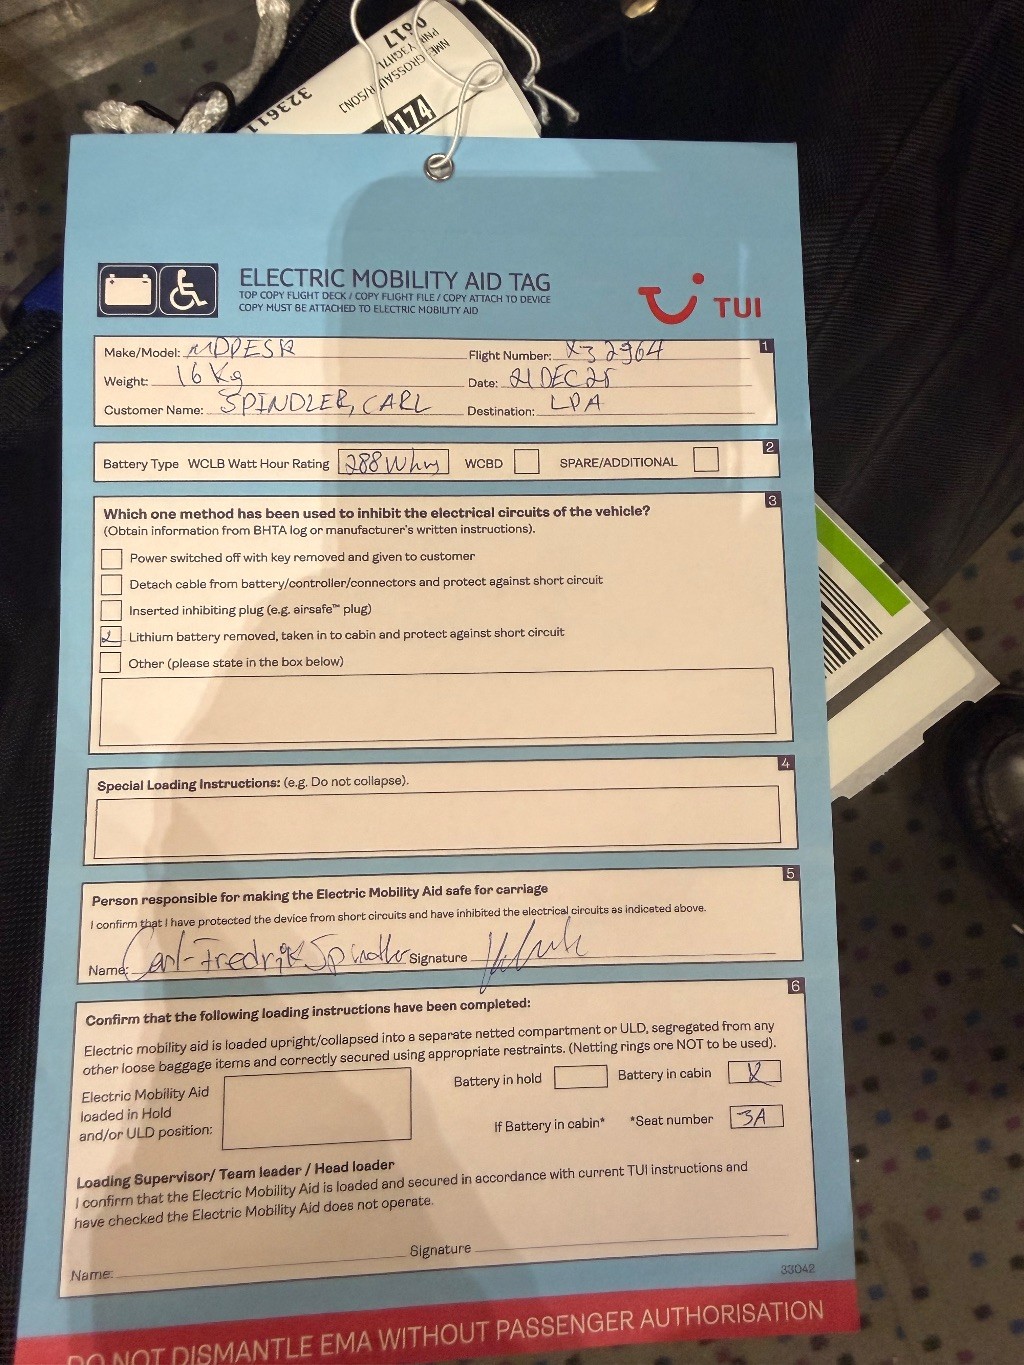 0617
PNR Y3GH7L
323611
174
ELECTRIC MOBILITY AID TAG
TOP COPY FLIGHT DECK / COPY FLIGHT FILE / COPY ATTACH TO DEVICE
COPY MUST BE ATTACHED TO ELECTRIC MOBILITY AID
TUI
1
Make/Model: Flight Number: X3 2964
Weight: 16 Kg Date: 21 DEC 25
Customer Name: SPINDLER, CARL Destination: LPA
2
Battery Type WCLB Watt Hour Rating 288 Whrs WCBD SPARE/ADDITIONAL
3
Which one method has been used to inhibit the electrical circuits of the vehicle?
(Obtain information from BHTA log or manufacturer's written instructions).
Power switched off with key removed and given to customer
Detach cable from battery/controller/connectors and protect against short circuit
Inserted inhibiting plug (e.g. airsafe™ plug)
Lithium battery removed, taken in to cabin and protect against short circuit
Other (please state in the box below)
4
Special Loading Instructions: (e.g. Do not collapse).
5
Person responsible for making the Electric Mobility Aid safe for carriage
I confirm that I have protected the device from short circuits and have inhibited the electrical circuits as indicated above.
Name: Carl-Fredrik Spindler Signature
6
Confirm that the following loading instructions have been completed:
Electric mobility aid is loaded upright/collapsed into a separate netted compartment or ULD, segregated from any
other loose baggage items and correctly secured using appropriate restraints. (Netting rings are NOT to be used).
Electric Mobility Aid
loaded in Hold
and/or ULD position:
Battery in hold Battery in cabin X
If Battery in cabin* *Seat number 3A
Loading Supervisor/ Team leader / Head loader
I confirm that the Electric Mobility Aid is loaded and secured in accordance with current TUI instructions and
have checked the Electric Mobility Aid does not operate.
Name: Signature
33042
DO NOT DISMANTLE EMA WITHOUT PASSENGER AUTHORISATION